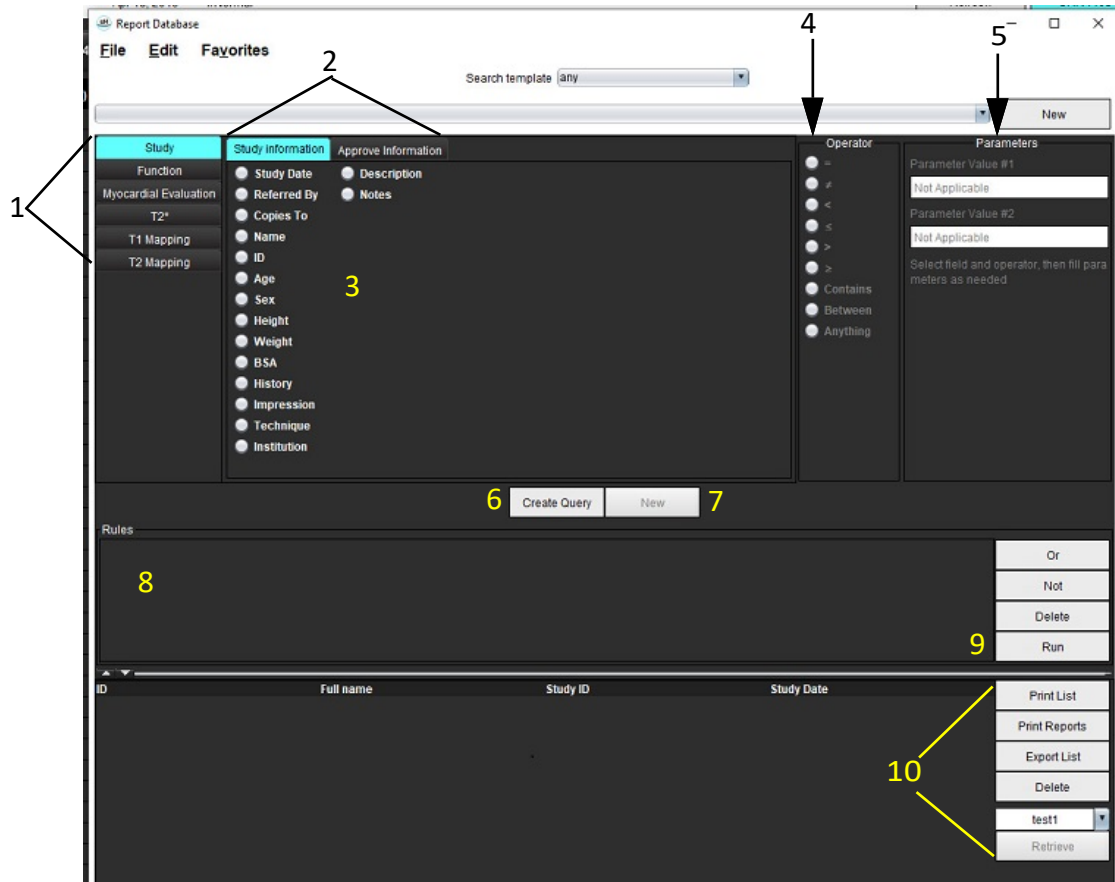 Report Database
File Edit Favorites
4
5
2
Search template any
New
1
Study
Function
Myocardial Evaluation
T2*
T1 Mapping
T2 Mapping
Study information Approve Information
Study Date Description
Referred By Notes
Copies To
Name
ID
Age
Sex
Height
Weight
BSA
History
Impression
Technique
Institution
3
Operator
=
≠
<
≤
>
≥
Contains
Between
Anything
Parameters
Parameter Value #1
Not Applicable
Parameter Value #2
Not Applicable
Select field and operator, then fill para
meters as needed
6 Create Query New 7
Rules
8
Or
Not
Delete
9 Run
ID Full name Study ID Study Date
10
Print List
Print Reports
Export List
Delete
test1
Retrieve